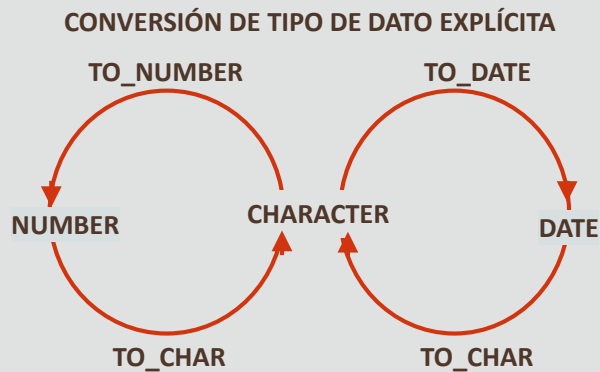 CONVERSIÓN DE TIPO DE DATO EXPLÍCITA
TO_NUMBER
TO_DATE
NUMBER
CHARACTER
DATE
TO_CHAR
TO_CHAR